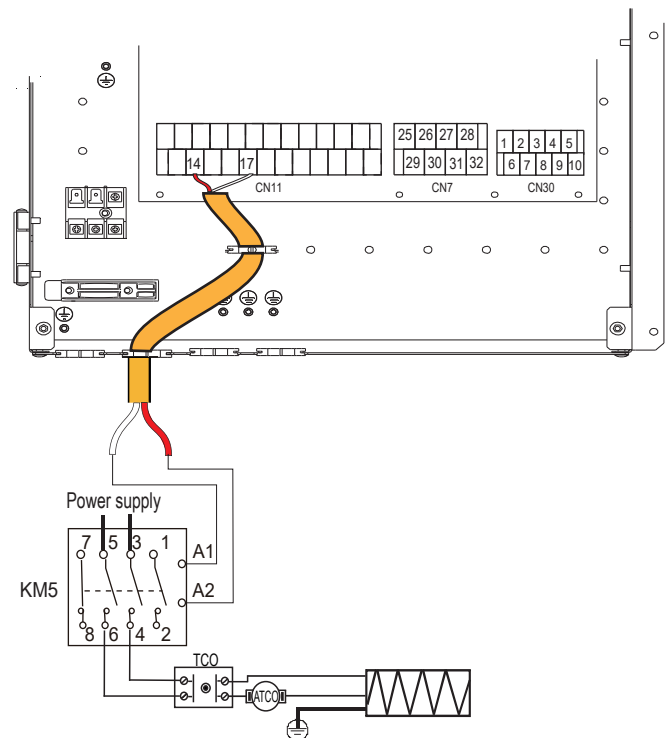 25 26 27 28
1 2 3 4 5
14 17
29 30 31 32
6 7 8 9 10
CN11
CN7
CN30
Power supply
7 5 3 1
A1
KM5
A2
8 6 4 2
TCO
ATCO